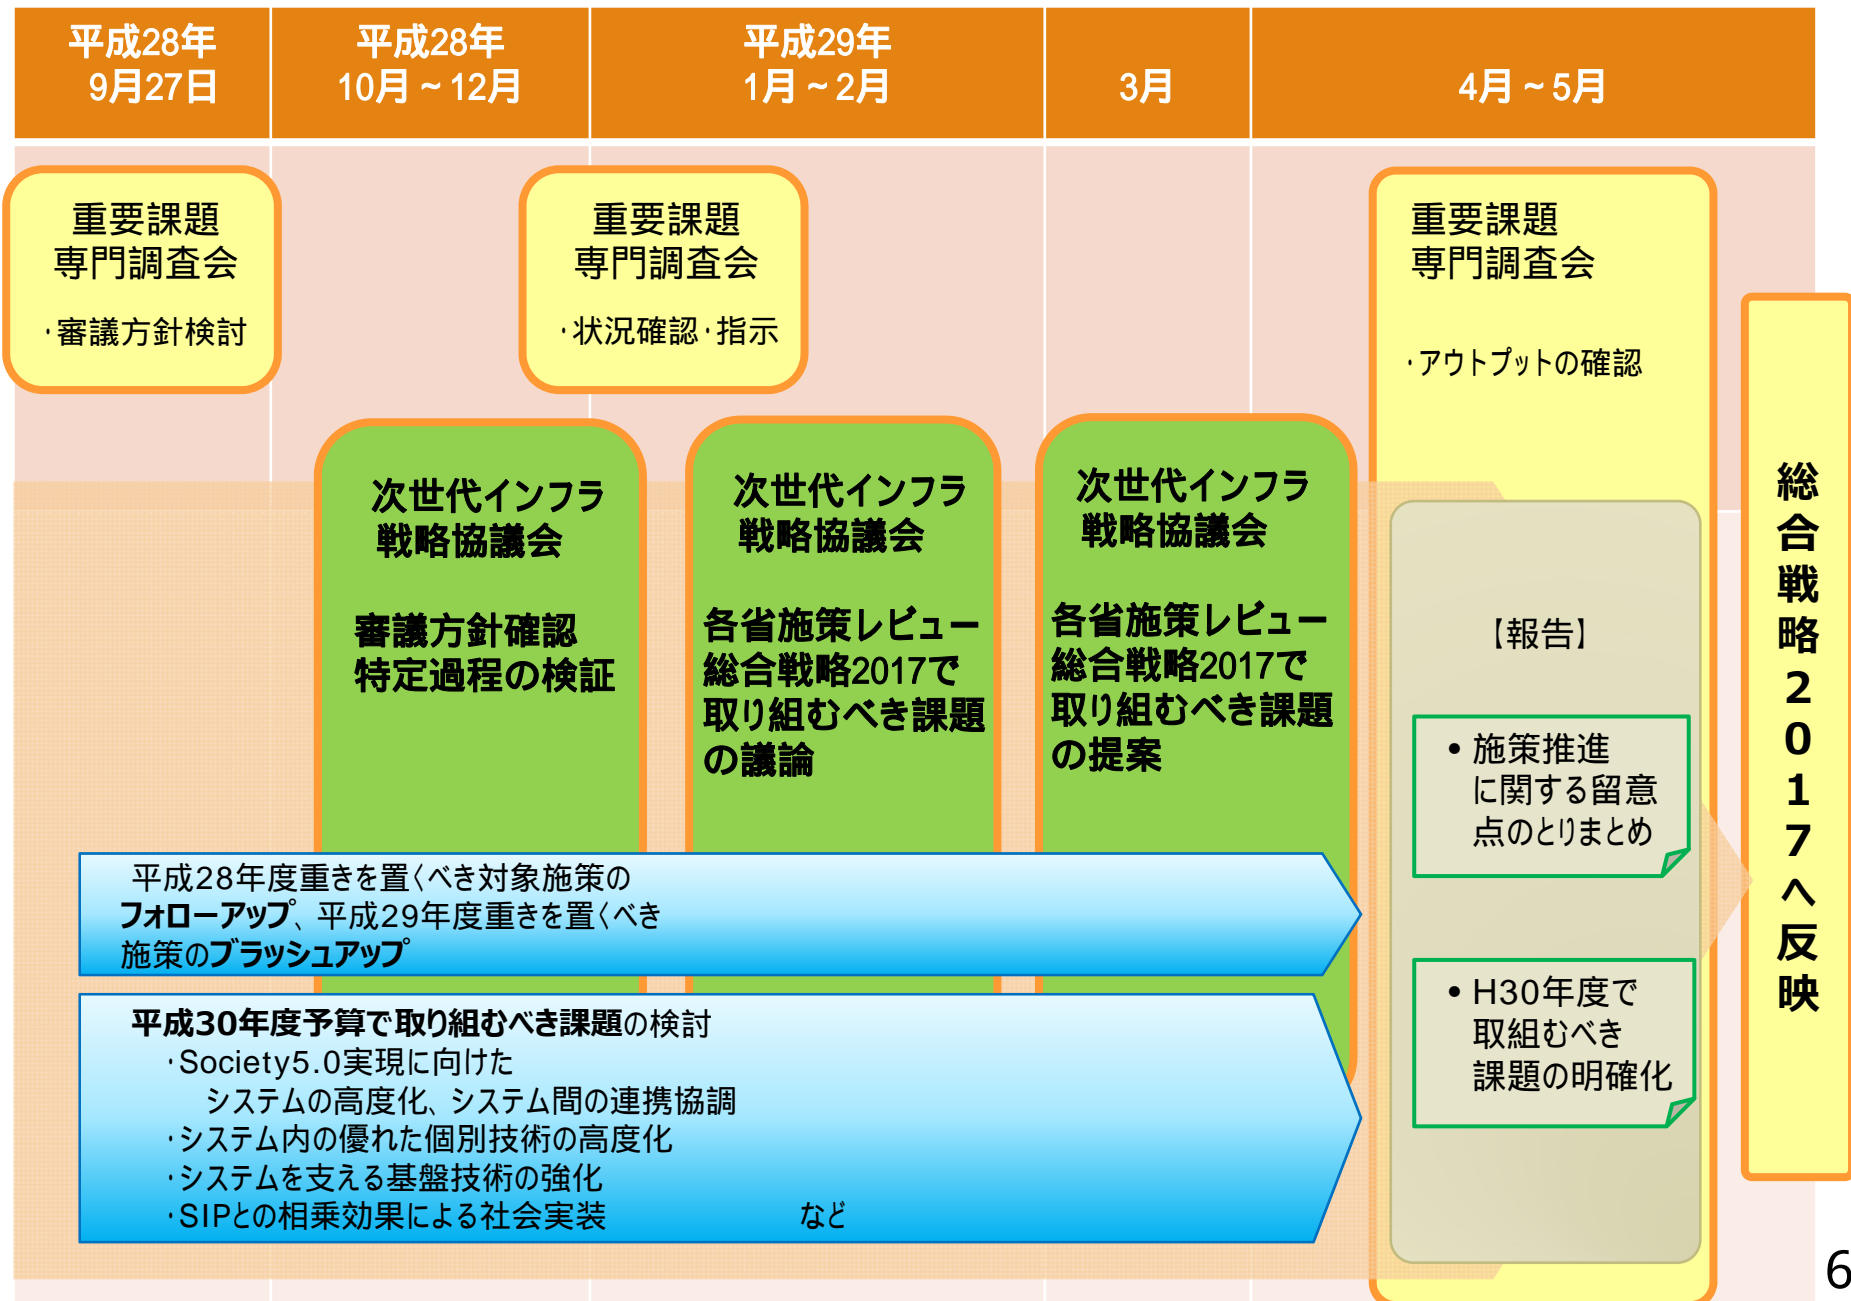 平成28年
9月27日
平成28年
10月～12月
平成29年
1月～2月
3月
4月～5月
重要課題
専門調査会
・審議方針検討
重要課題
専門調査会
・状況確認・指示
重要課題
専門調査会
・アウトプットの確認
次世代インフラ
戦略協議会
審議方針確認
特定過程の検証
次世代インフラ
戦略協議会
各省施策レビュー
総合戦略2017で
取り組むべき課題
の議論
次世代インフラ
戦略協議会
各省施策レビュー
総合戦略2017で
取り組むべき課題
の提案
平成28年度重きを置くべき対象施策の
フォローアップ、平成29年度重きを置くべき
施策のブラッシュアップ
平成30年度予算で取り組むべき課題の検討
・Society5.0実現に向けた
システムの高度化、システム間の連携協調
・システム内の優れた個別技術の高度化
・システムを支える基盤技術の強化
・SIPとの相乗効果による社会実装 など
【報告】
• 施策推進
に関する留意
点のとりまとめ
• H30年度で
取組むべき
課題の明確化
総合戦略2017へ反映
6